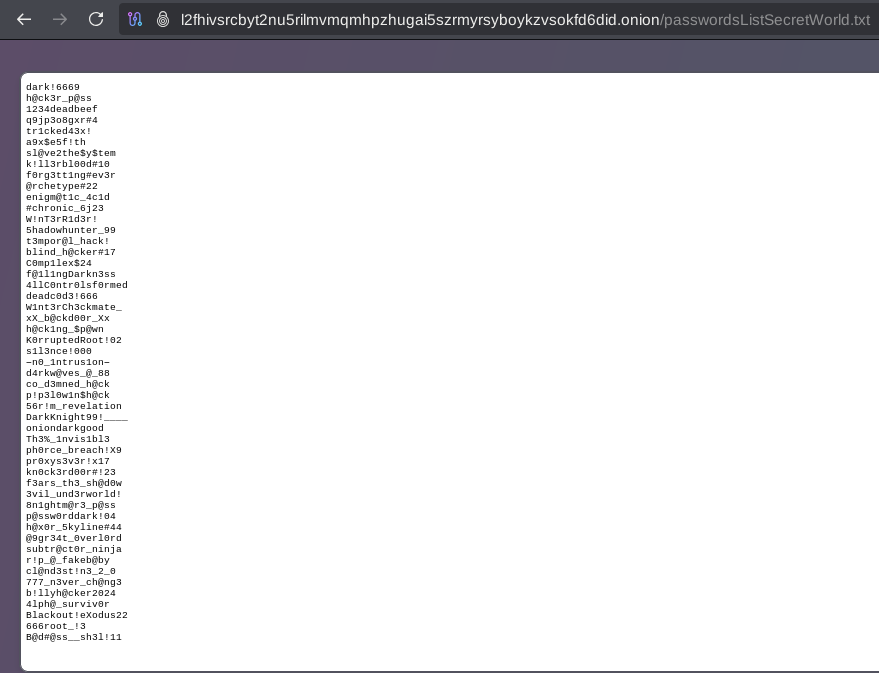 l2fhivsrcbyt2nu5rilmvmqmhpzhugai5szrmyrsyboykzvsokfd6did.onion/passwordsListSecretWorld.txt
dark!6669
h@ck3r_p@ss
1234deadbeef
q9jp3o8gxr#4
tr1cked43x!
a9x$e5f!th
sl@ve2the$y$tem
k!ll3rbl00d#10
f0rg3tt1ng#ev3r
@rchetype#22
enigm@t1c_4c1d
#chronic_6j23
W!nT3rR1d3r!
5hadowhunter_99
t3mpor@l_hack!
blind_h@cker#17
C0mp1lex$24
f@1l1ngDarkn3ss
4llC0ntr0lsf0rmed
deadc0d3!666
W1nt3rCh3ckmate_
xX_b@ckd00r_Xx
h@ck1ng_$p@wn
K0rruptedRoot!02
s1l3nce!000
—n0_1ntrus1on—
d4rkw@ves_@_88
co_d3mned_h@ck
p!p3l0w1n$h@ck
56r!m_revelation
DarkKnight99!____
oniondarkgood
Th3%_1nvis1bl3
ph0rce_breach!X9
pr0xys3v3r!x17
kn0ck3rd00r#!23
f3ars_th3_sh@d0w
3vil_und3rworld!
8n1ghtm@r3_p@ss
p@ssw0rddark!04
h@x0r_5kyline#44
@9gr34t_0verl0rd
subtr@ct0r_ninja
r!p_@_fakeb@by
cl@nd3st!n3_2_0
777_n3ver_ch@ng3
b!llyh@cker2024
4lph@_surviv0r
Blackout!eXodus22
666root_!3
B@d#@ss__sh3l!11